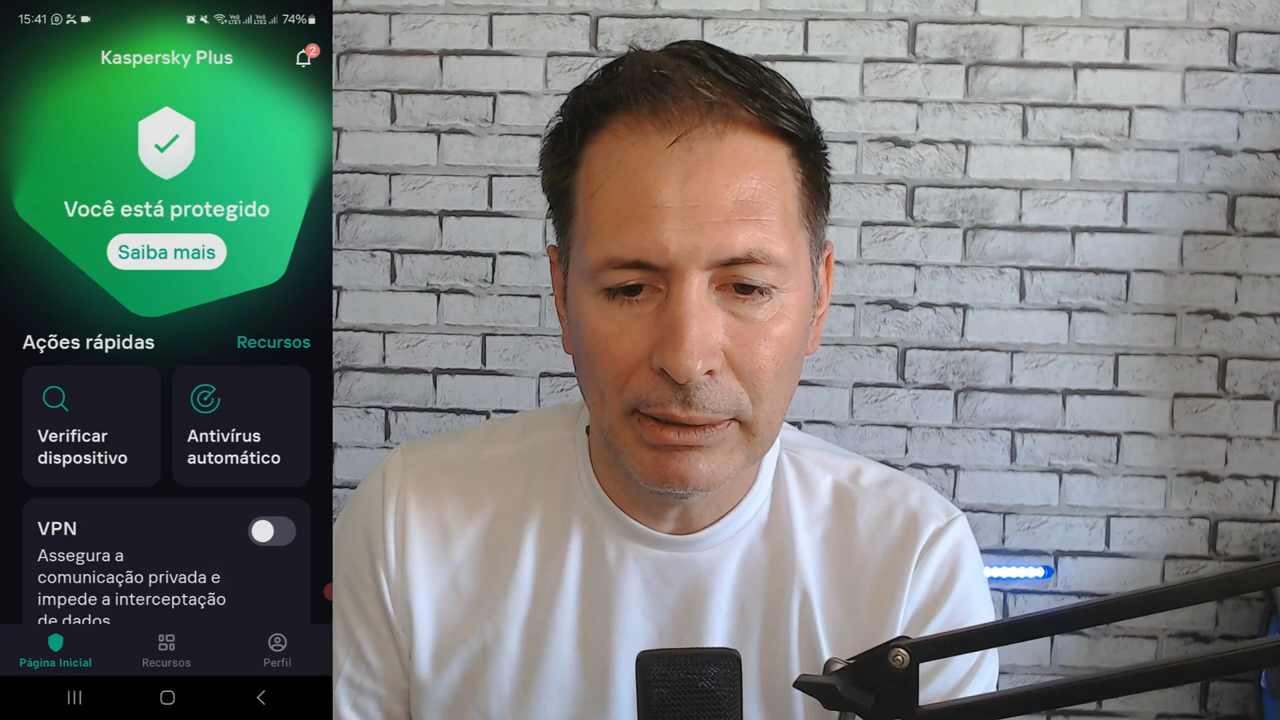 15:41
74%
Kaspersky Plus
2
Você está protegido
Saiba mais
Ações rápidas
Recursos
Verificar
dispositivo
Antivírus
automático
VPN
Assegura a
comunicação privada e
impede a interceptação
de dados
Página Inicial
Recursos
Perfil